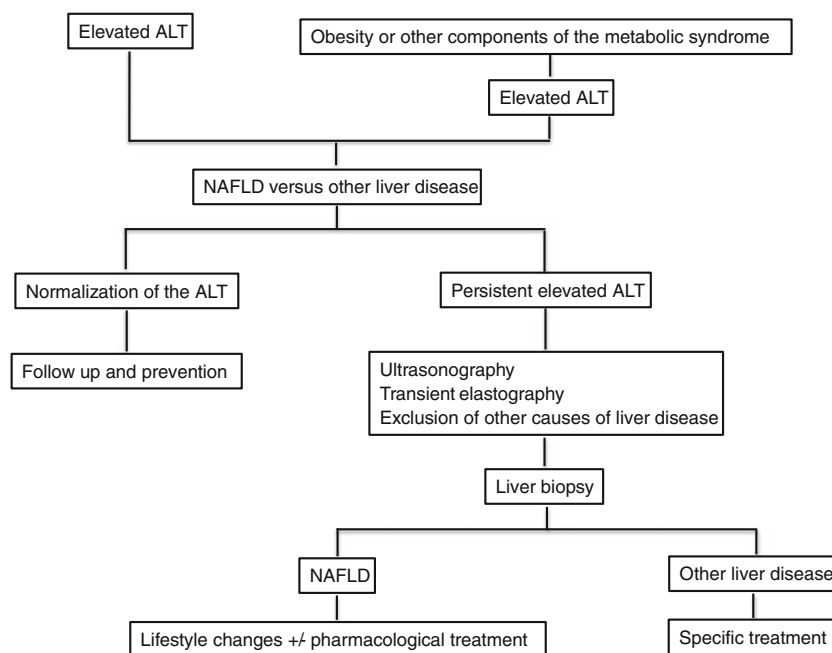 Elevated ALT
Obesity or other components of the metabolic syndrome
Elevated ALT
NAFLD versus other liver disease
Normalization of the ALT
Persistent elevated ALT
Follow up and prevention
Ultrasonography
Transient elastography
Exclusion of other causes of liver disease
Liver biopsy
NAFLD
Other liver disease
Lifestyle changes +/- pharmacological treatment
Specific treatment